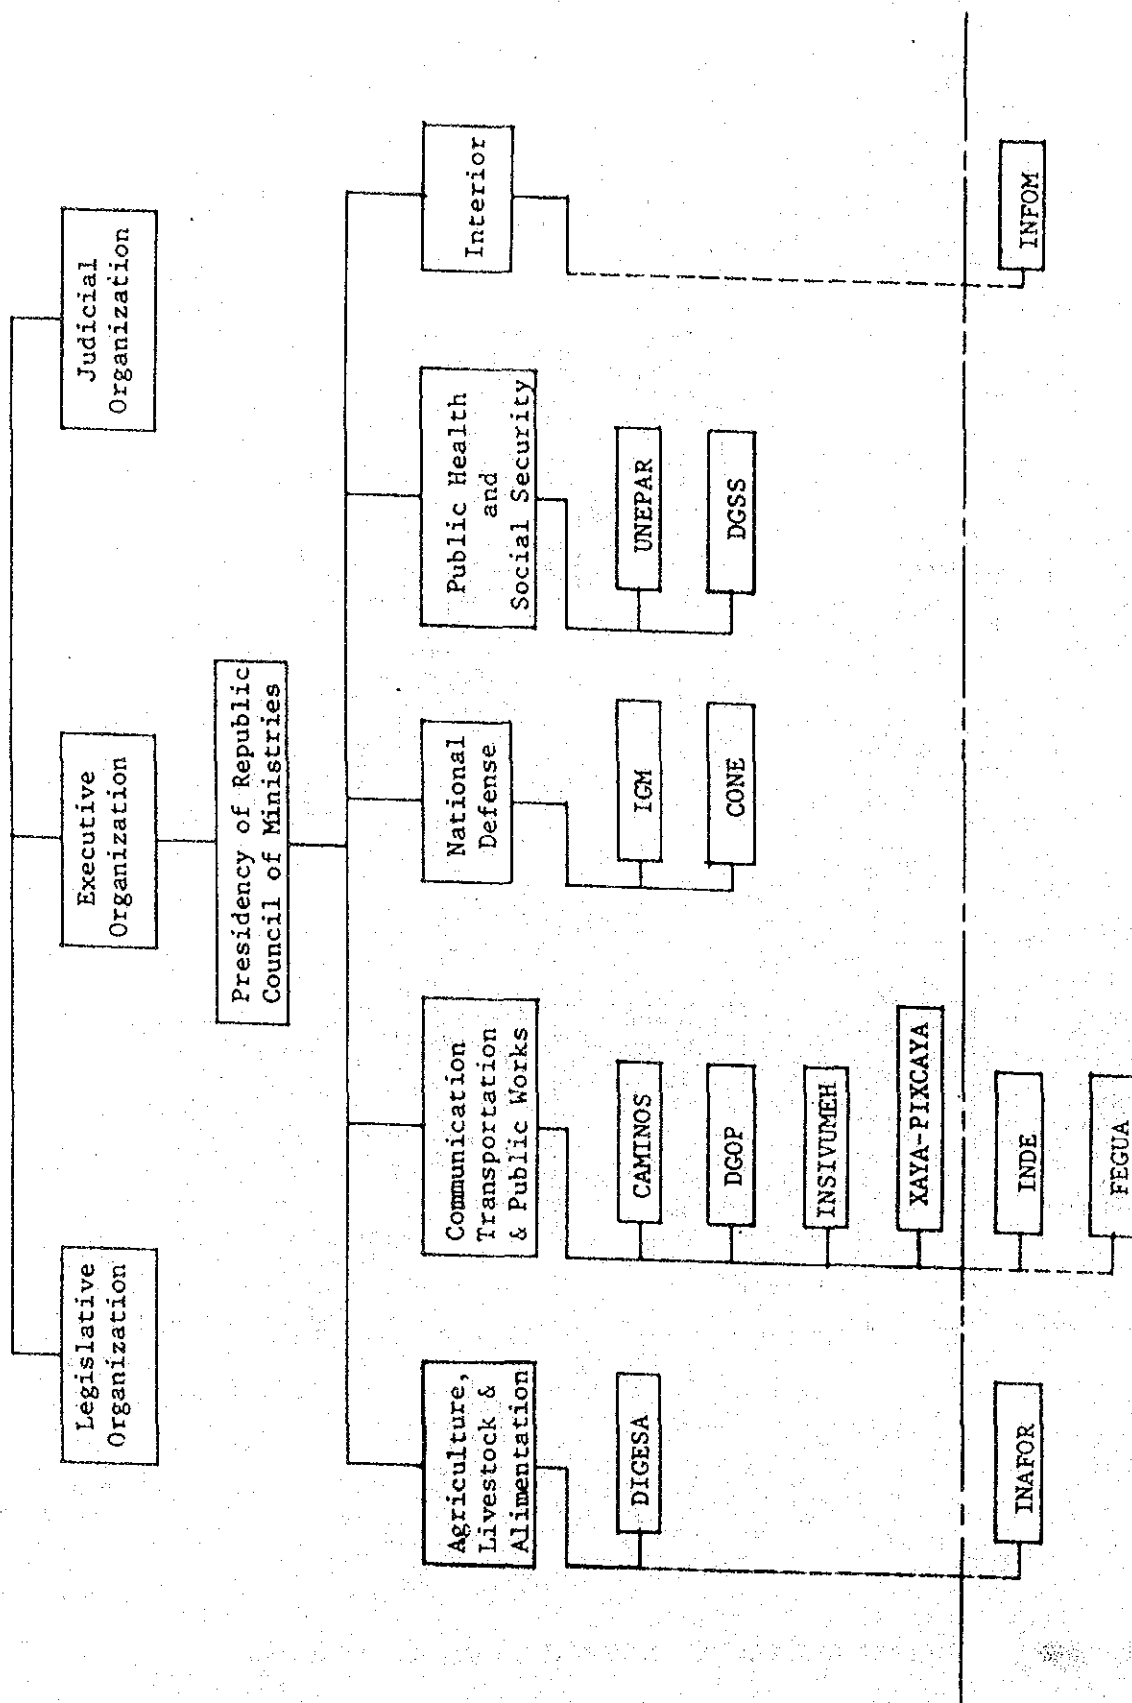 Legislative
Organization
Executive
Organization
Judicial
Organization
Presidency of Republic
Council of Ministries
Agriculture,
Livestock &
Alimentation
Communication
Transportation
& Public Works
National
Defense
Public Health
and
Social Security
Interior
DIGESA
CAMINOS
IGM
UNEPAR
DGOP
CONE
DGSS
INSIVUMEH
XAYA-PIXCAYA
INAFOR
INDE
INFOM
FEGUA